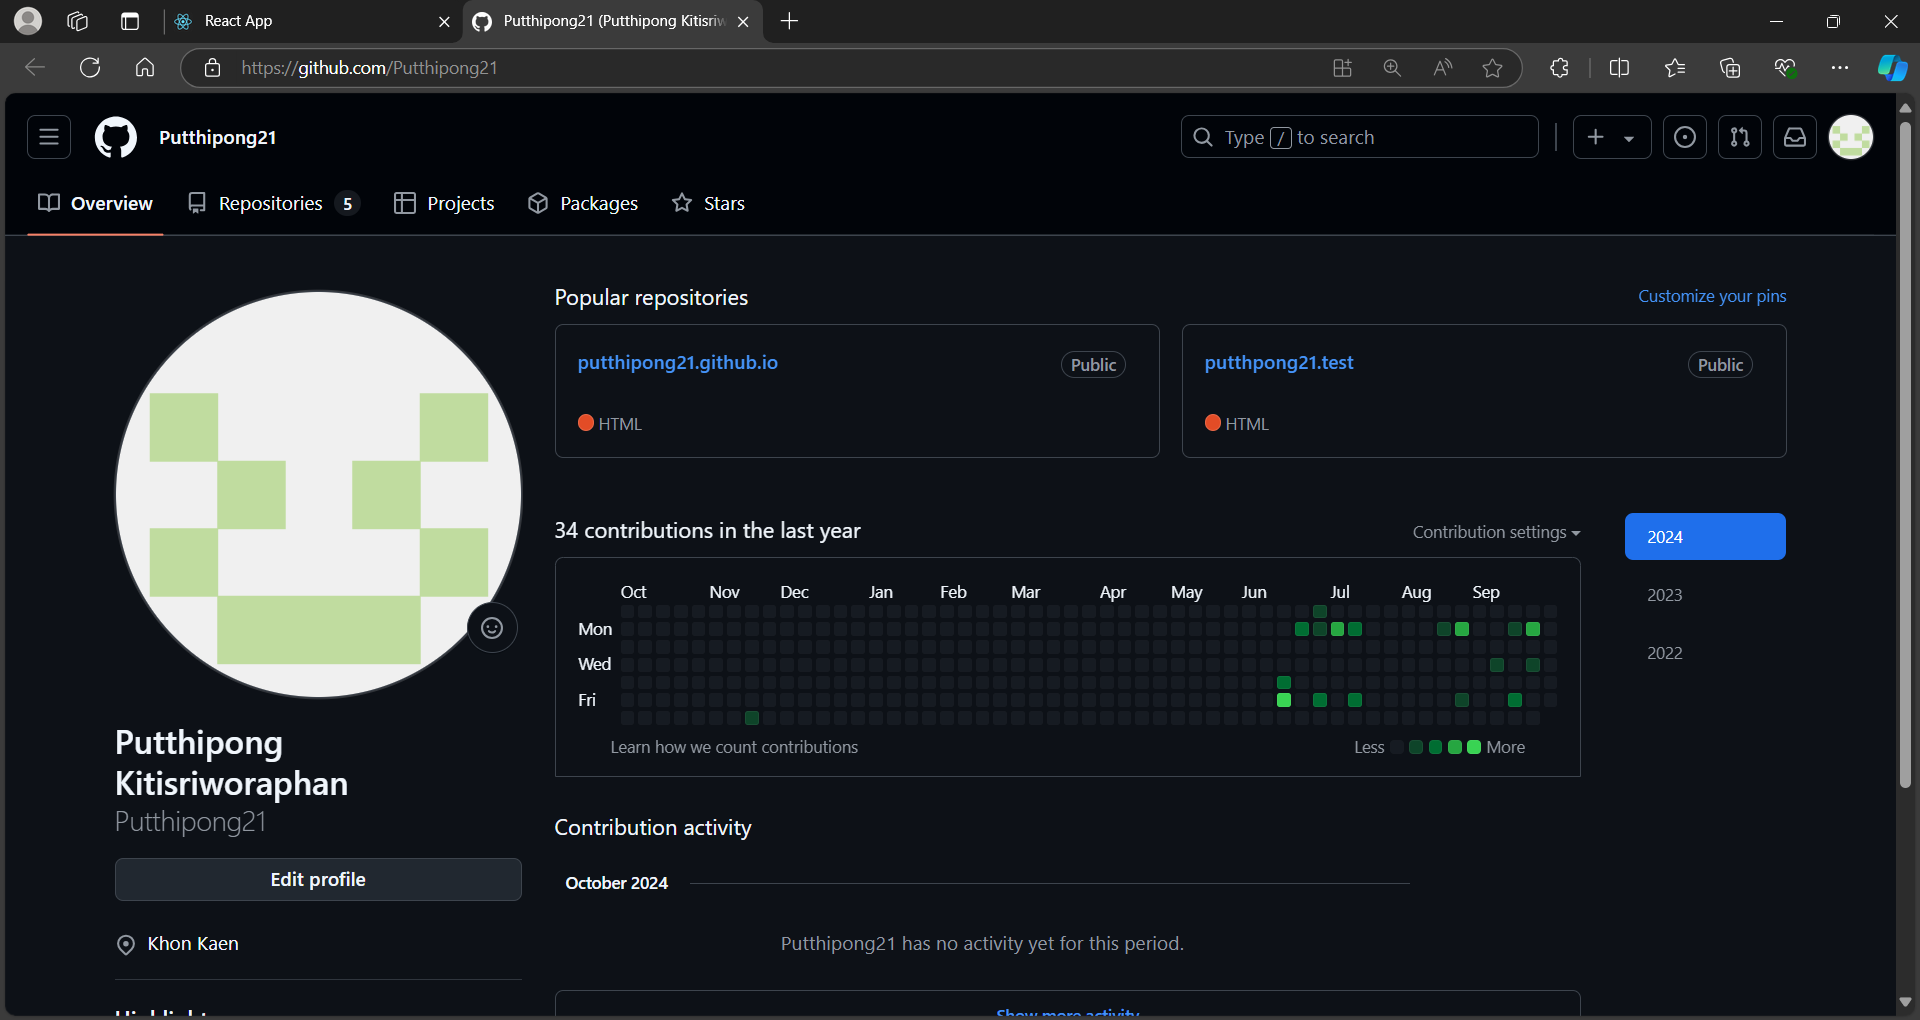 React App
Putthipong21 (Putthipong Kitisriw
https://github.com/Putthipong21
Putthipong21
Type / to search
Overview
Repositories 5
Projects
Packages
Stars
Popular repositories
Customize your pins
putthipong21.github.io
Public
HTML
putthpong21.test
Public
HTML
34 contributions in the last year
Contribution settings
2024
2023
2022
Oct Nov Dec Jan Feb Mar Apr May Jun Jul Aug Sep
Mon
Wed
Fri
Learn how we count contributions
Less
More
Putthipong
Kitisriworaphan
Putthipong21
Edit profile
Khon Kaen
Contribution activity
October 2024
Putthipong21 has no activity yet for this period.
Show more activity